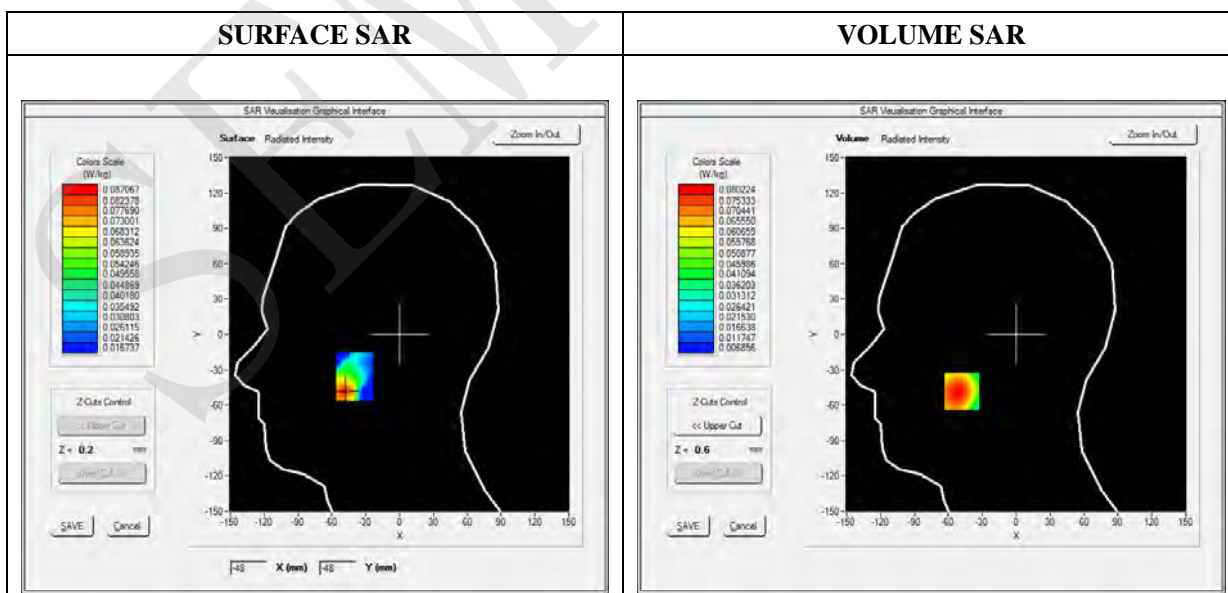 SURFACE SAR
SAR Visualisation Graphical Interface
Surface Radiated Intensity
Zoom In/Out
Colors Scale
(W/kg)
0.087067
0.082378
0.077690
0.073001
0.068312
0.063624
0.058935
0.054246
0.049558
0.044869
0.040180
0.035492
0.030803
0.026115
0.021426
0.016737
Z-Cuts Control
<< Upper Cut
Z = 0.2 mm
SAVE Cancel
Y
150
120
90
60
30
0
-30
-60
-90
-120
-150
-150 -120 -90 -60 -30 0 30 60 90 120 150
X
-48 X (mm) -48 Y (mm)
VOLUME SAR
SAR Visualisation Graphical Interface
Volume Radiated Intensity
Zoom In/Out
Colors Scale
(W/kg)
0.080224
0.075333
0.070441
0.065550
0.060659
0.055768
0.050877
0.045986
0.041094
0.036203
0.031312
0.026421
0.021530
0.016638
0.011747
0.006856
Z-Cuts Control
<< Upper Cut
Z = 0.6 mm
SAVE Cancel
Y
150
120
90
60
30
0
-30
-60
-90
-120
-150
-150 -120 -90 -60 -30 0 30 60 90 120 150
X